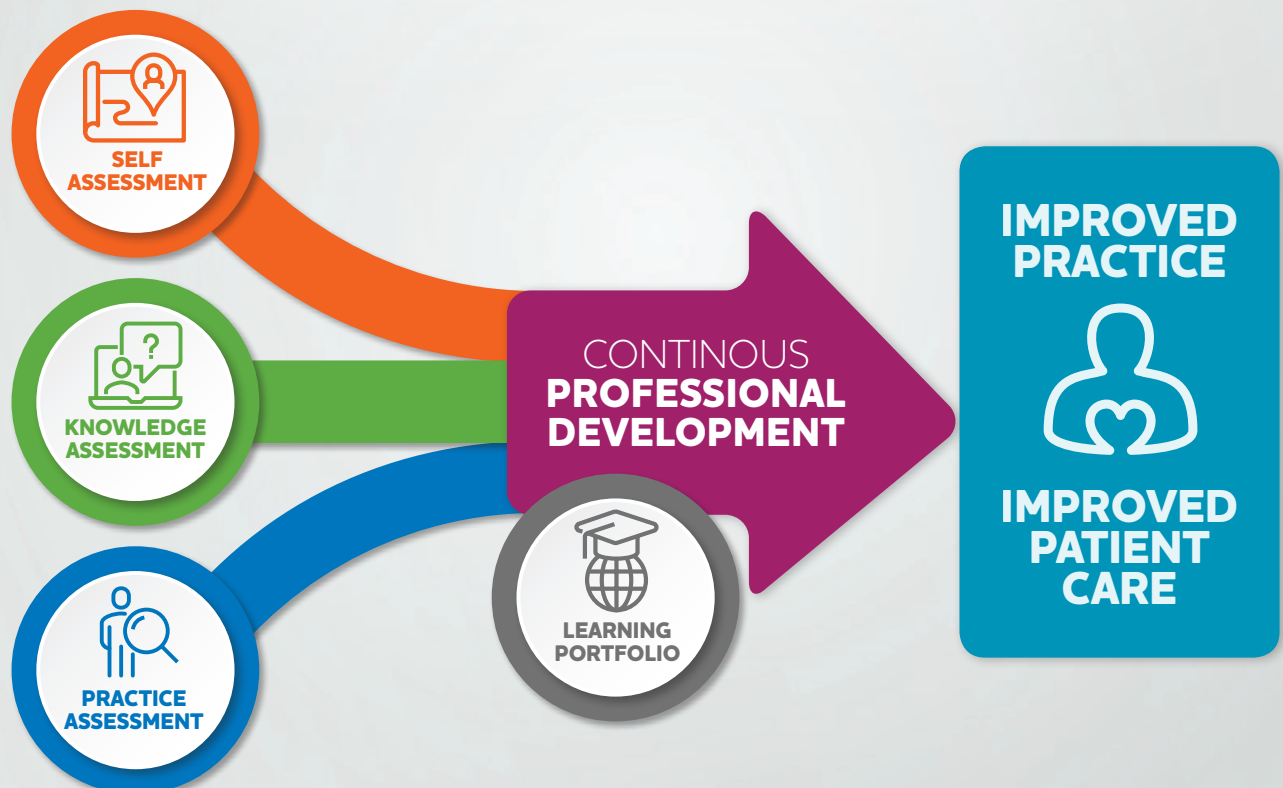 SELF
ASSESSMENT
?
KNOWLEDGE
ASSESSMENT
PRACTICE
ASSESSMENT
CONTINOUS
PROFESSIONAL
DEVELOPMENT
LEARNING
PORTFOLIO
IMPROVED
PRACTICE
IMPROVED
PATIENT
CARE